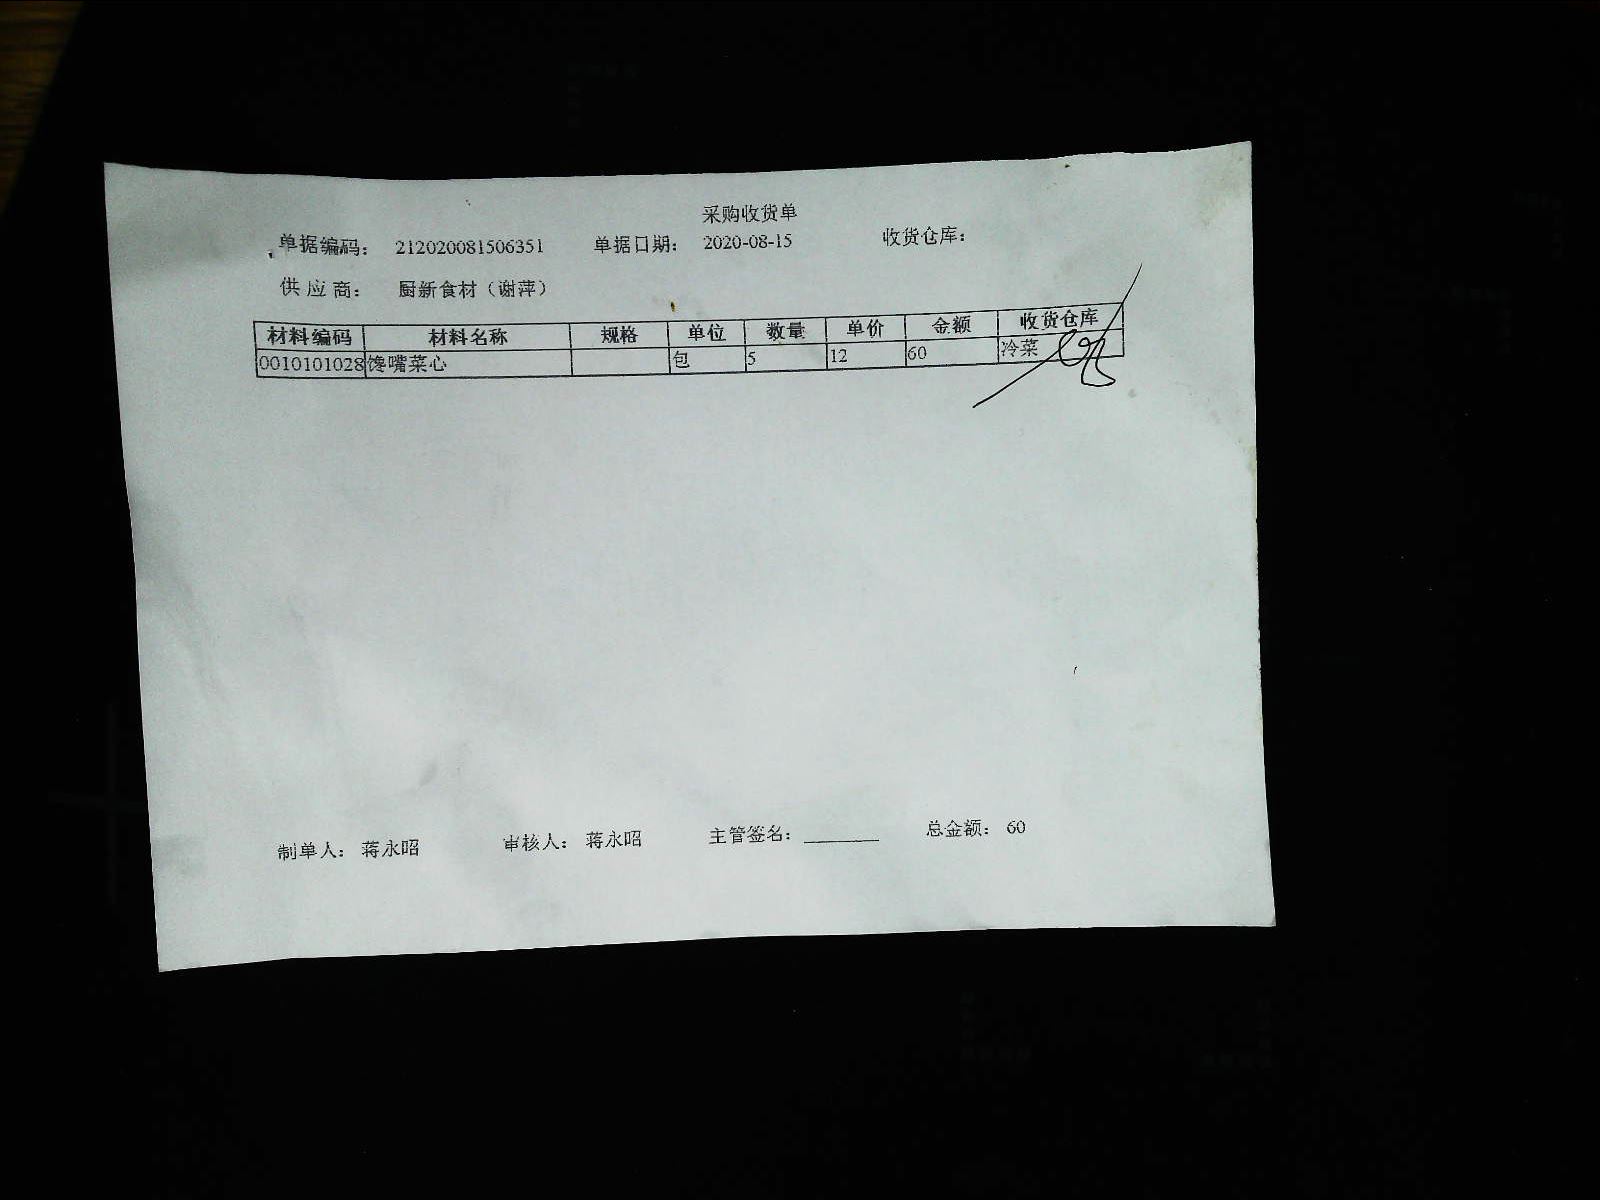 采购收货单
单据编码： 212020081506351 单据日期： 2020-08-15 收货仓库：
供应商： 厨新食材（谢萍）
材料编码 材料名称 规格 单位 数量 单价 金额 收货仓库
0010101028 馋嘴菜心 包 5 12 60 冷菜
制单人： 蒋永昭 审核人： 蒋永昭 主管签名： 总金额： 60